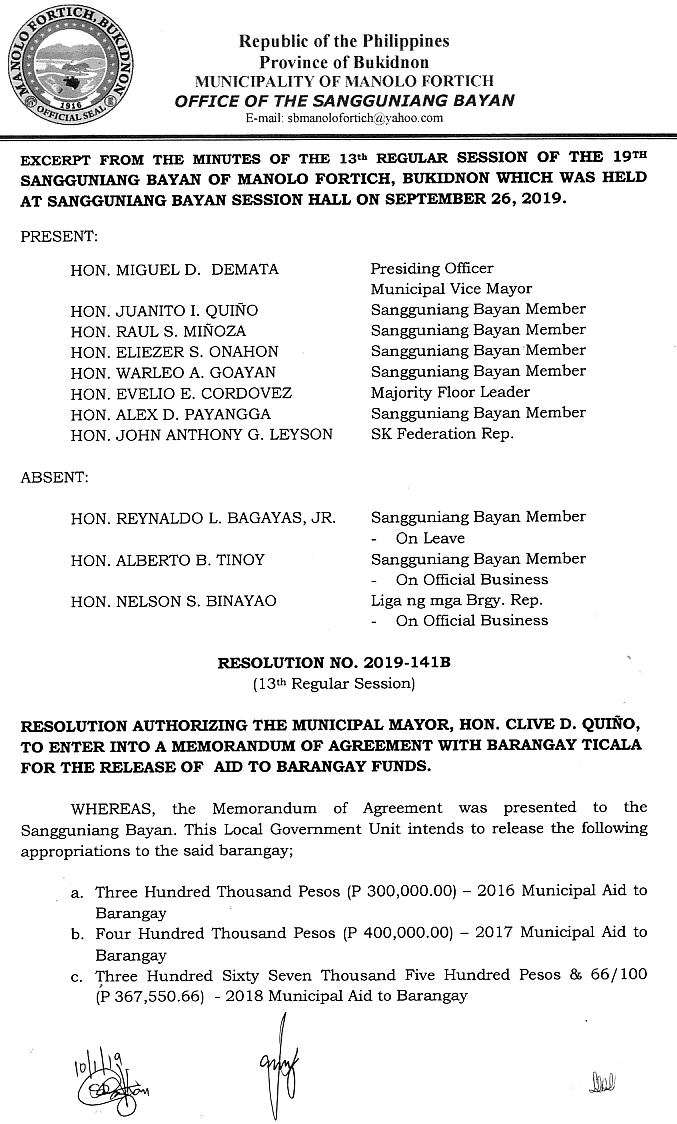 MANOLO FORTICH, BUKIDNON
1916
OFFICIAL SEAL
Republic of the Philippines
Province of Bukidnon
MUNICIPALITY OF MANOLO FORTICH
OFFICE OF THE SANGGUNIANG BAYAN
E-mail: sbmanolofortich@yahoo.com
EXCERPT FROM THE MINUTES OF THE 13th REGULAR SESSION OF THE 19TH
SANGGUNIANG BAYAN OF MANOLO FORTICH, BUKIDNON WHICH WAS HELD
AT SANGGUNIANG BAYAN SESSION HALL ON SEPTEMBER 26, 2019.
PRESENT:
HON. MIGUEL D. DEMATA Presiding Officer
Municipal Vice Mayor
HON. JUANITO I. QUIÑO Sangguniang Bayan Member
HON. RAUL S. MIÑOZA Sangguniang Bayan Member
HON. ELIEZER S. ONAHON Sangguniang Bayan Member
HON. WARLEO A. GOAYAN Sangguniang Bayan Member
HON. EVELIO E. CORDOVEZ Majority Floor Leader
HON. ALEX D. PAYANGGA Sangguniang Bayan Member
HON. JOHN ANTHONY G. LEYSON SK Federation Rep.
ABSENT:
HON. REYNALDO L. BAGAYAS, JR. Sangguniang Bayan Member
- On Leave
HON. ALBERTO B. TINOY Sangguniang Bayan Member
- On Official Business
HON. NELSON S. BINAYAO Liga ng mga Brgy. Rep.
- On Official Business
RESOLUTION NO. 2019-141B
(13th Regular Session)
RESOLUTION AUTHORIZING THE MUNICIPAL MAYOR, HON. CLIVE D. QUIÑO,
TO ENTER INTO A MEMORANDUM OF AGREEMENT WITH BARANGAY TICALA
FOR THE RELEASE OF AID TO BARANGAY FUNDS.
WHEREAS, the Memorandum of Agreement was presented to the
Sangguniang Bayan. This Local Government Unit intends to release the following
appropriations to the said barangay;
a. Three Hundred Thousand Pesos (P 300,000.00) – 2016 Municipal Aid to
Barangay
b. Four Hundred Thousand Pesos (P 400,000.00) – 2017 Municipal Aid to
Barangay
c. Three Hundred Sixty Seven Thousand Five Hundred Pesos & 66/100
(P 367,550.66) - 2018 Municipal Aid to Barangay
10/1/19